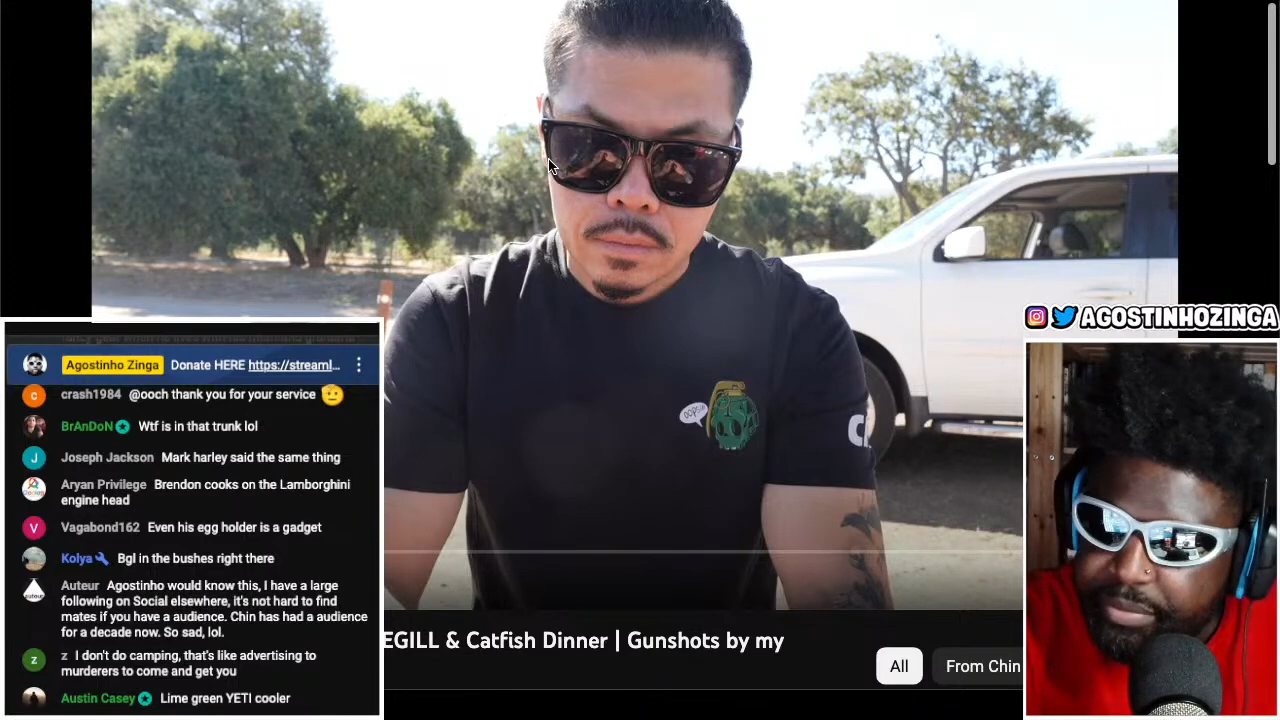 oops!
AGOSTINHOZINGA
Agostinho Zinga Donate HERE https://streaml...
crash1984 @ooch thank you for your service
BrAnDoN Wtf is in that trunk lol
Joseph Jackson Mark harley said the same thing
Aryan Privilege Brendon cooks on the Lamborghini
engine head
Vagabond162 Even his egg holder is a gadget
Kolya Bgl in the bushes right there
Auteur Agostinho would know this, I have a large
following on Social elsewhere, it's not hard to find
mates if you have a audience. Chin has had a audience
for a decade now. So sad, lol.
z I don't do camping, that's like advertising to
murderers to come and get you
Austin Casey Lime green YETI cooler
EGILL & Catfish Dinner | Gunshots by my
All
From Chin